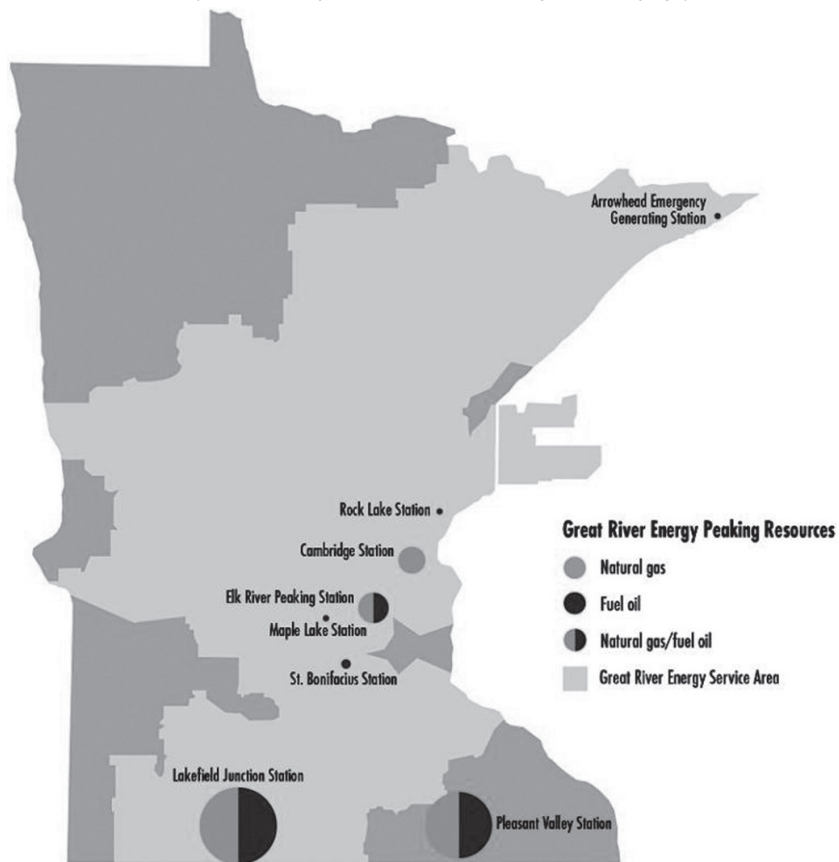 Arrowhead Emergency
Generating Station
Rock Lake Station
Cambridge Station
Elk River Peaking Station
Maple Lake Station
St. Bonifacius Station
Lakefield Junction Station
Pleasant Valley Station
Great River Energy Peaking Resources
Natural gas
Fuel oil
Natural gas/fuel oil
Great River Energy Service Area